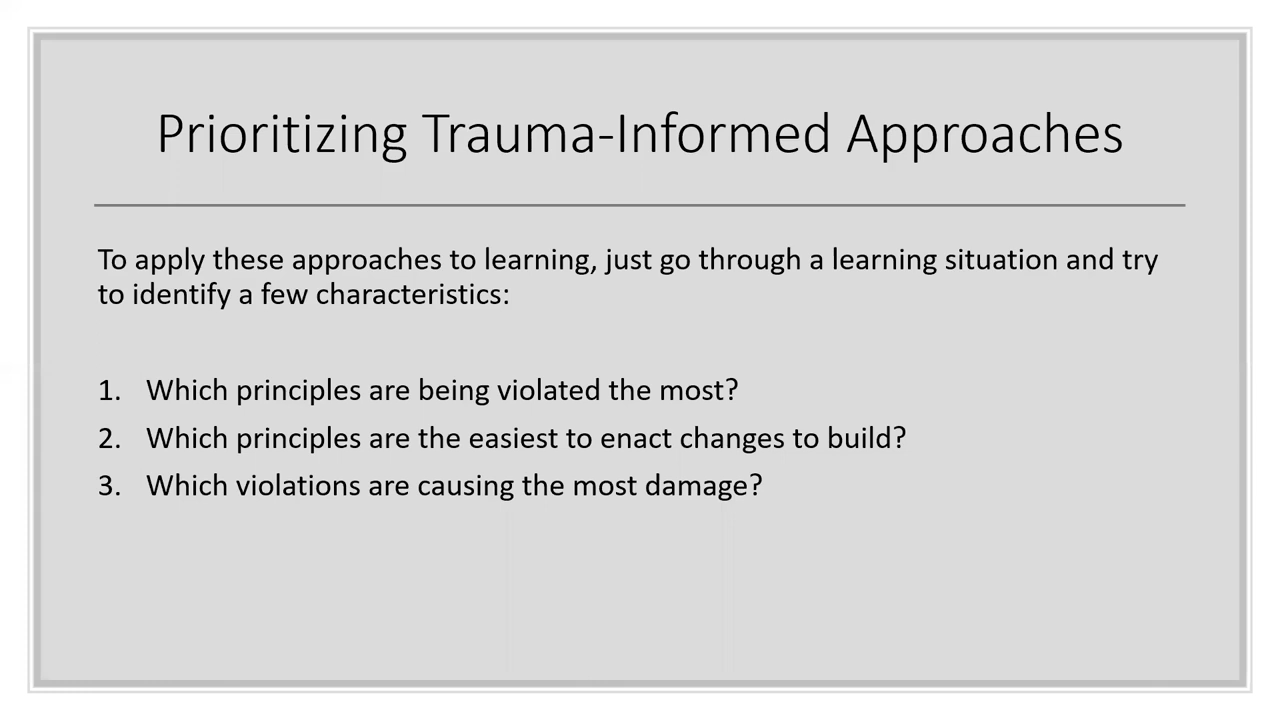 Prioritizing Trauma-Informed Approaches
To apply these approaches to learning, just go through a learning situation and try
to identify a few characteristics:
1. Which principles are being violated the most?
2. Which principles are the easiest to enact changes to build?
3. Which violations are causing the most damage?